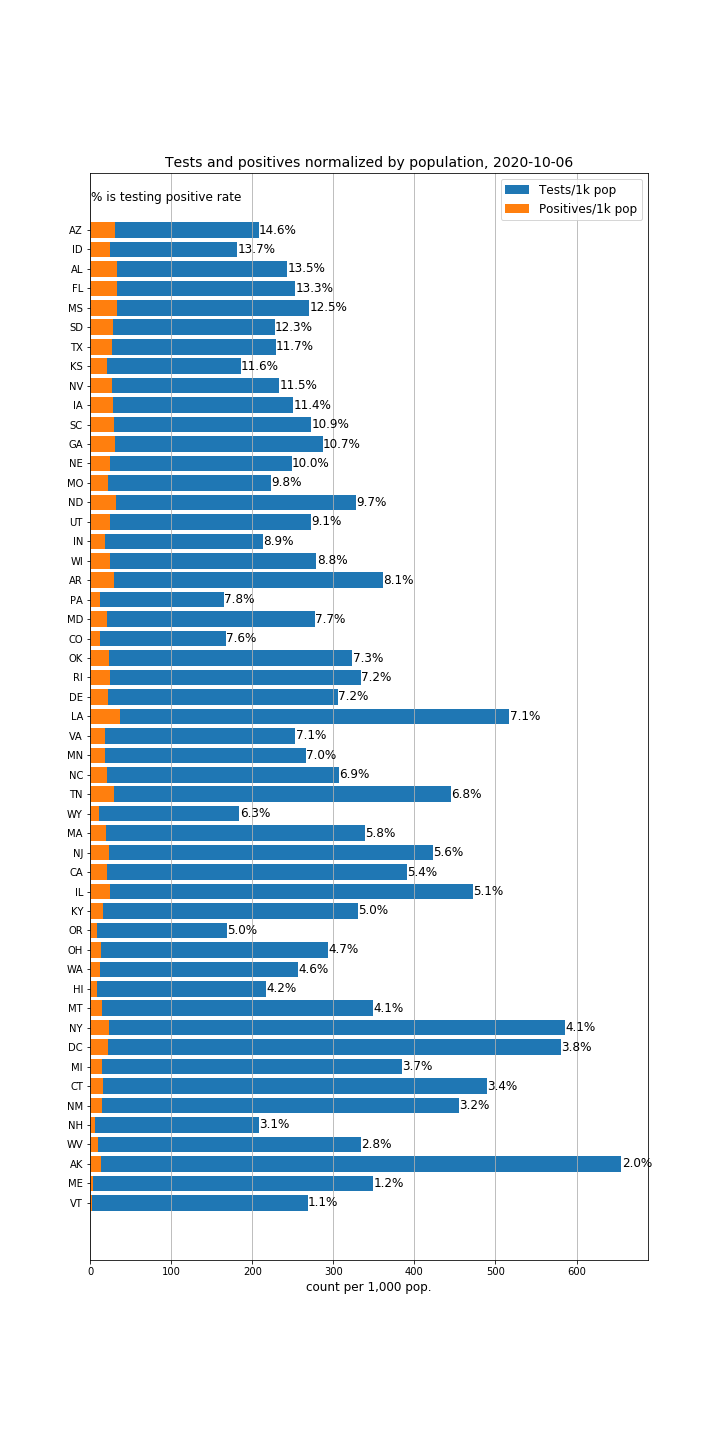 Tests and positives normalized by population, 2020-10-06
% is testing positive rate
Tests/1k pop
Positives/1k pop
AZ 14.6%
ID 13.7%
AL 13.5%
FL 13.3%
MS 12.5%
SD 12.3%
TX 11.7%
KS 11.6%
NV 11.5%
IA 11.4%
SC 10.9%
GA 10.7%
NE 10.0%
MO 9.8%
ND 9.7%
UT 9.1%
IN 8.9%
WI 8.8%
AR 8.1%
PA 7.8%
MD 7.7%
CO 7.6%
OK 7.3%
RI 7.2%
DE 7.2%
LA 7.1%
VA 7.1%
MN 7.0%
NC 6.9%
TN 6.8%
WY 6.3%
MA 5.8%
NJ 5.6%
CA 5.4%
IL 5.1%
KY 5.0%
OR 5.0%
OH 4.7%
WA 4.6%
HI 4.2%
MT 4.1%
NY 4.1%
DC 3.8%
MI 3.7%
CT 3.4%
NM 3.2%
NH 3.1%
WV 2.8%
AK 2.0%
ME 1.2%
VT 1.1%
0 100 200 300 400 500 600
count per 1,000 pop.